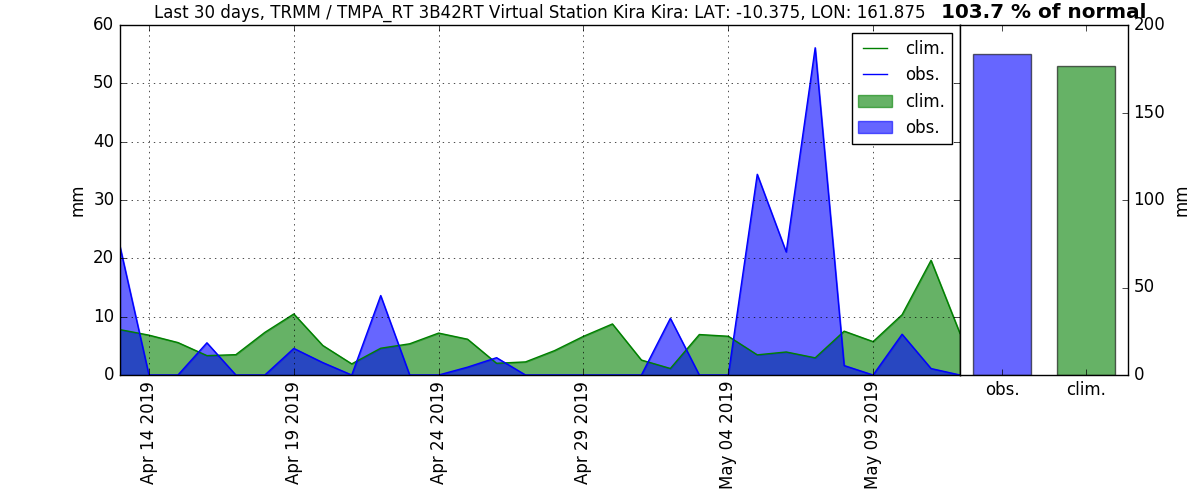 Last 30 days, TRMM / TMPA_RT 3B42RT Virtual Station Kira Kira: LAT: -10.375, LON: 161.875 103.7 % of normal
60
50
40
30
20
10
0
mm
clim.
obs.
clim.
obs.
200
150
100
50
0
mm
obs.
clim.
Apr 14 2019
Apr 19 2019
Apr 24 2019
Apr 29 2019
May 04 2019
May 09 2019